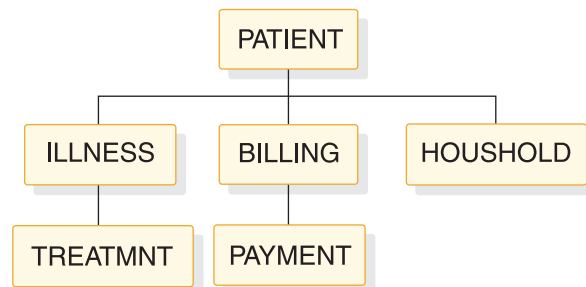 PATIENT
ILLNESS
BILLING
HOUSHOLD
TREATMNT
PAYMENT